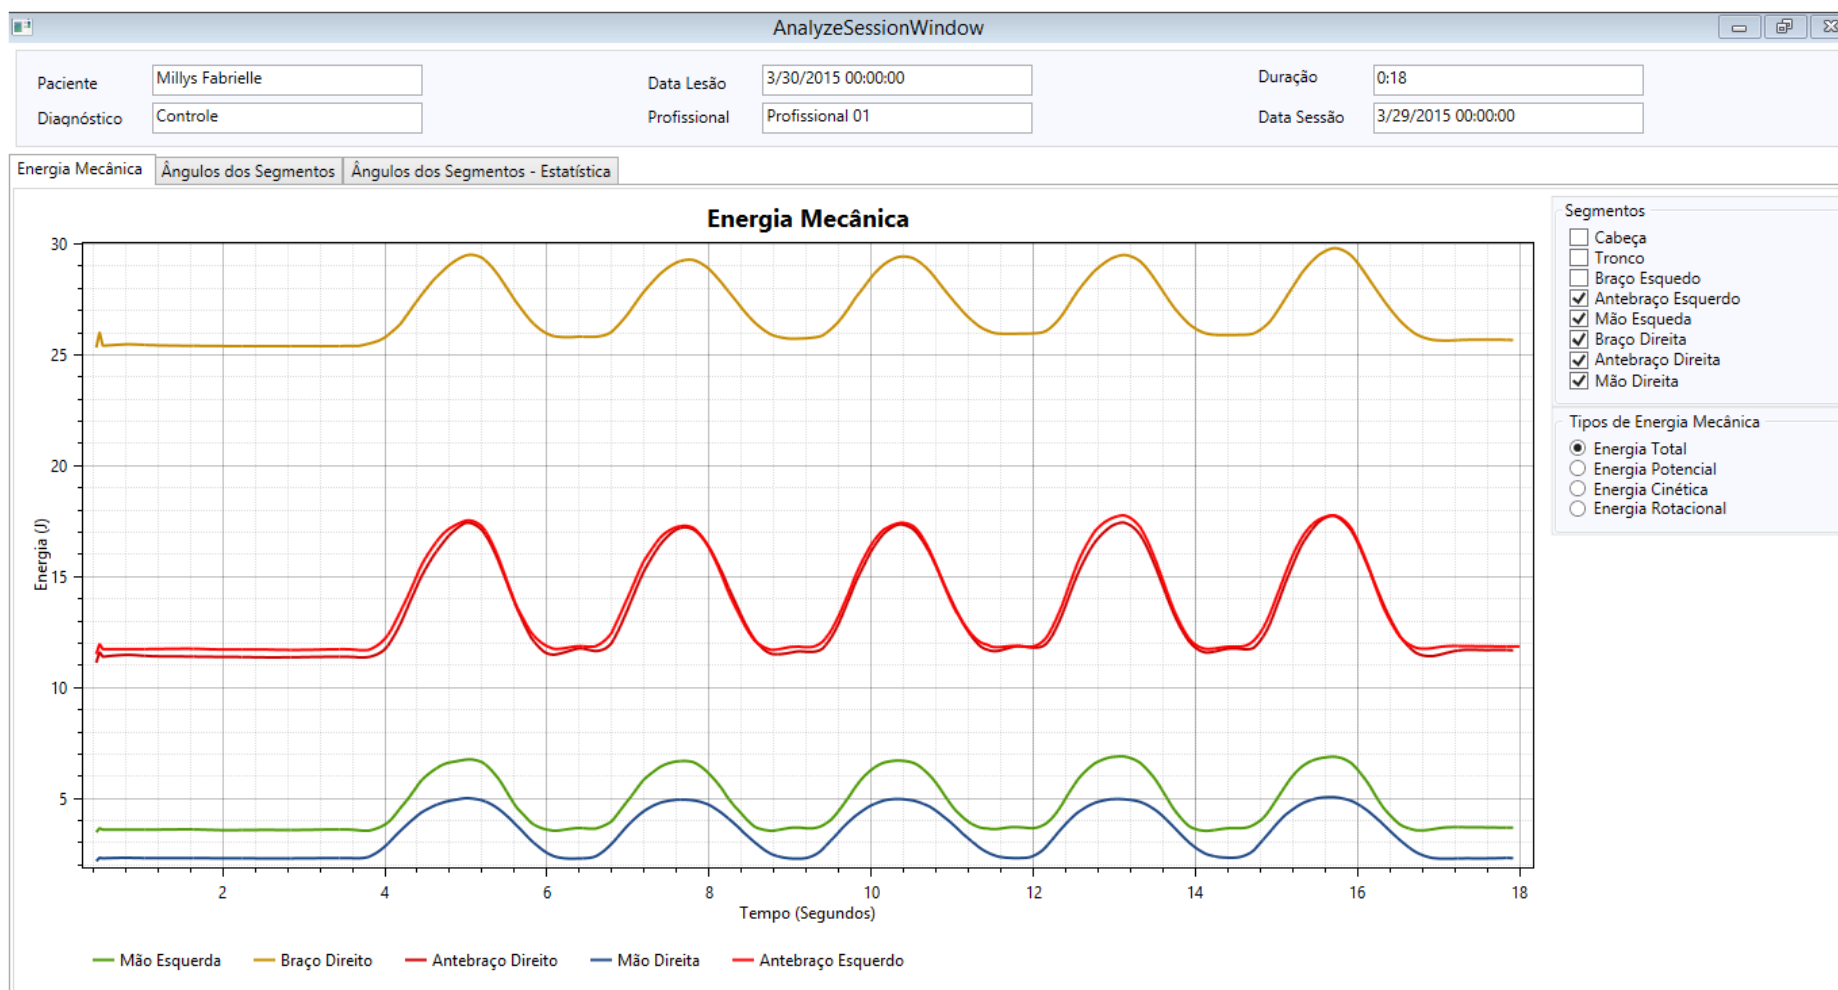 AnalyzeSessionWindow
Paciente Millys Fabrielle Data Lesão 3/30/2015 00:00:00 Duração 0:18
Diagnóstico Controle Profissional Profissional 01 Data Sessão 3/29/2015 00:00:00
Energia Mecânica Ângulos dos Segmentos Ângulos dos Segmentos - Estatística
Energia Mecânica
30
25
20
15
10
5
Energia (J)
2 4 6 8 10 12 14 16 18
Tempo (Segundos)
Mão Esquerda Braço Direito Antebraço Direito Mão Direita Antebraço Esquerdo
Segmentos
Cabeça
Tronco
Braço Esquedo
Antebraço Esquerdo
Mão Esqueda
Braço Direita
Antebraço Direita
Mão Direita
Tipos de Energia Mecânica
Energia Total
Energia Potencial
Energia Cinética
Energia Rotacional